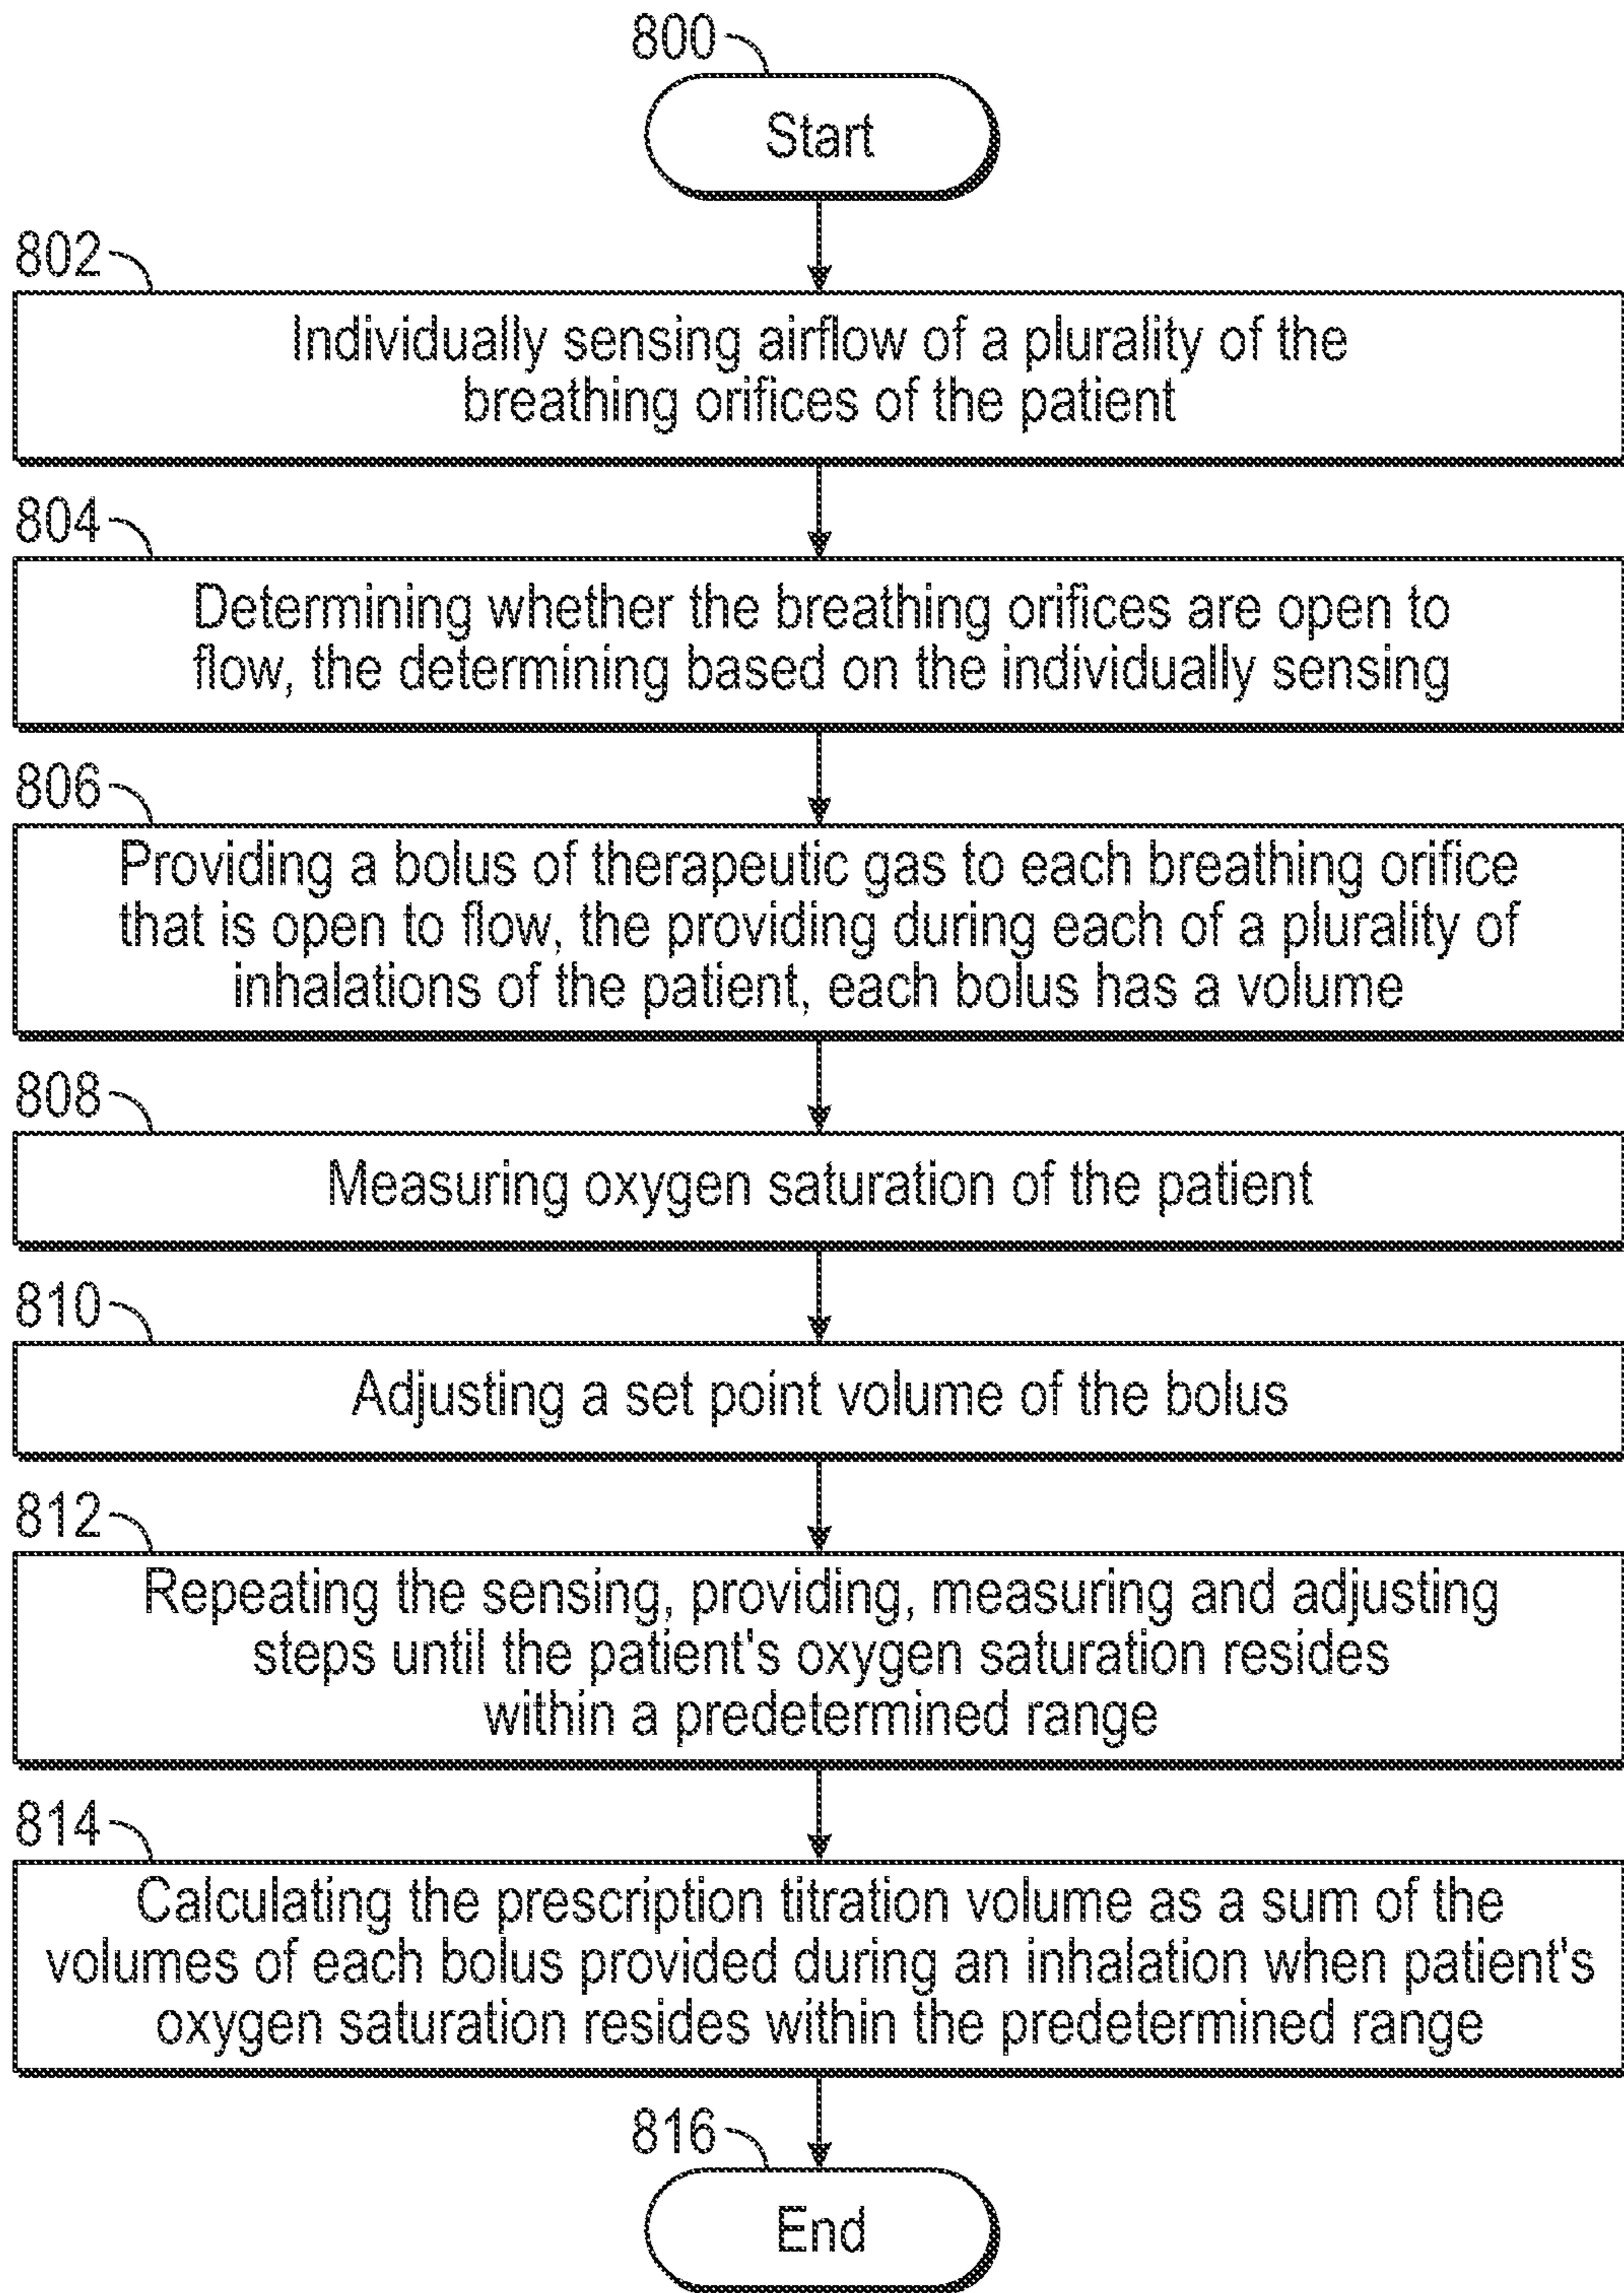 800
Start
802
Individually sensing airflow of a plurality of the
breathing orifices of the patient
804
Determining whether the breathing orifices are open to
flow, the determining based on the individually sensing
806
Providing a bolus of therapeutic gas to each breathing orifice
that is open to flow, the providing during each of a plurality of
inhalations of the patient, each bolus has a volume
808
Measuring oxygen saturation of the patient
810
Adjusting a set point volume of the bolus
812
Repeating the sensing, providing, measuring and adjusting
steps until the patient's oxygen saturation resides
within a predetermined range
814
Calculating the prescription titration volume as a sum of the
volumes of each bolus provided during an inhalation when patient's
oxygen saturation resides within the predetermined range
816
End